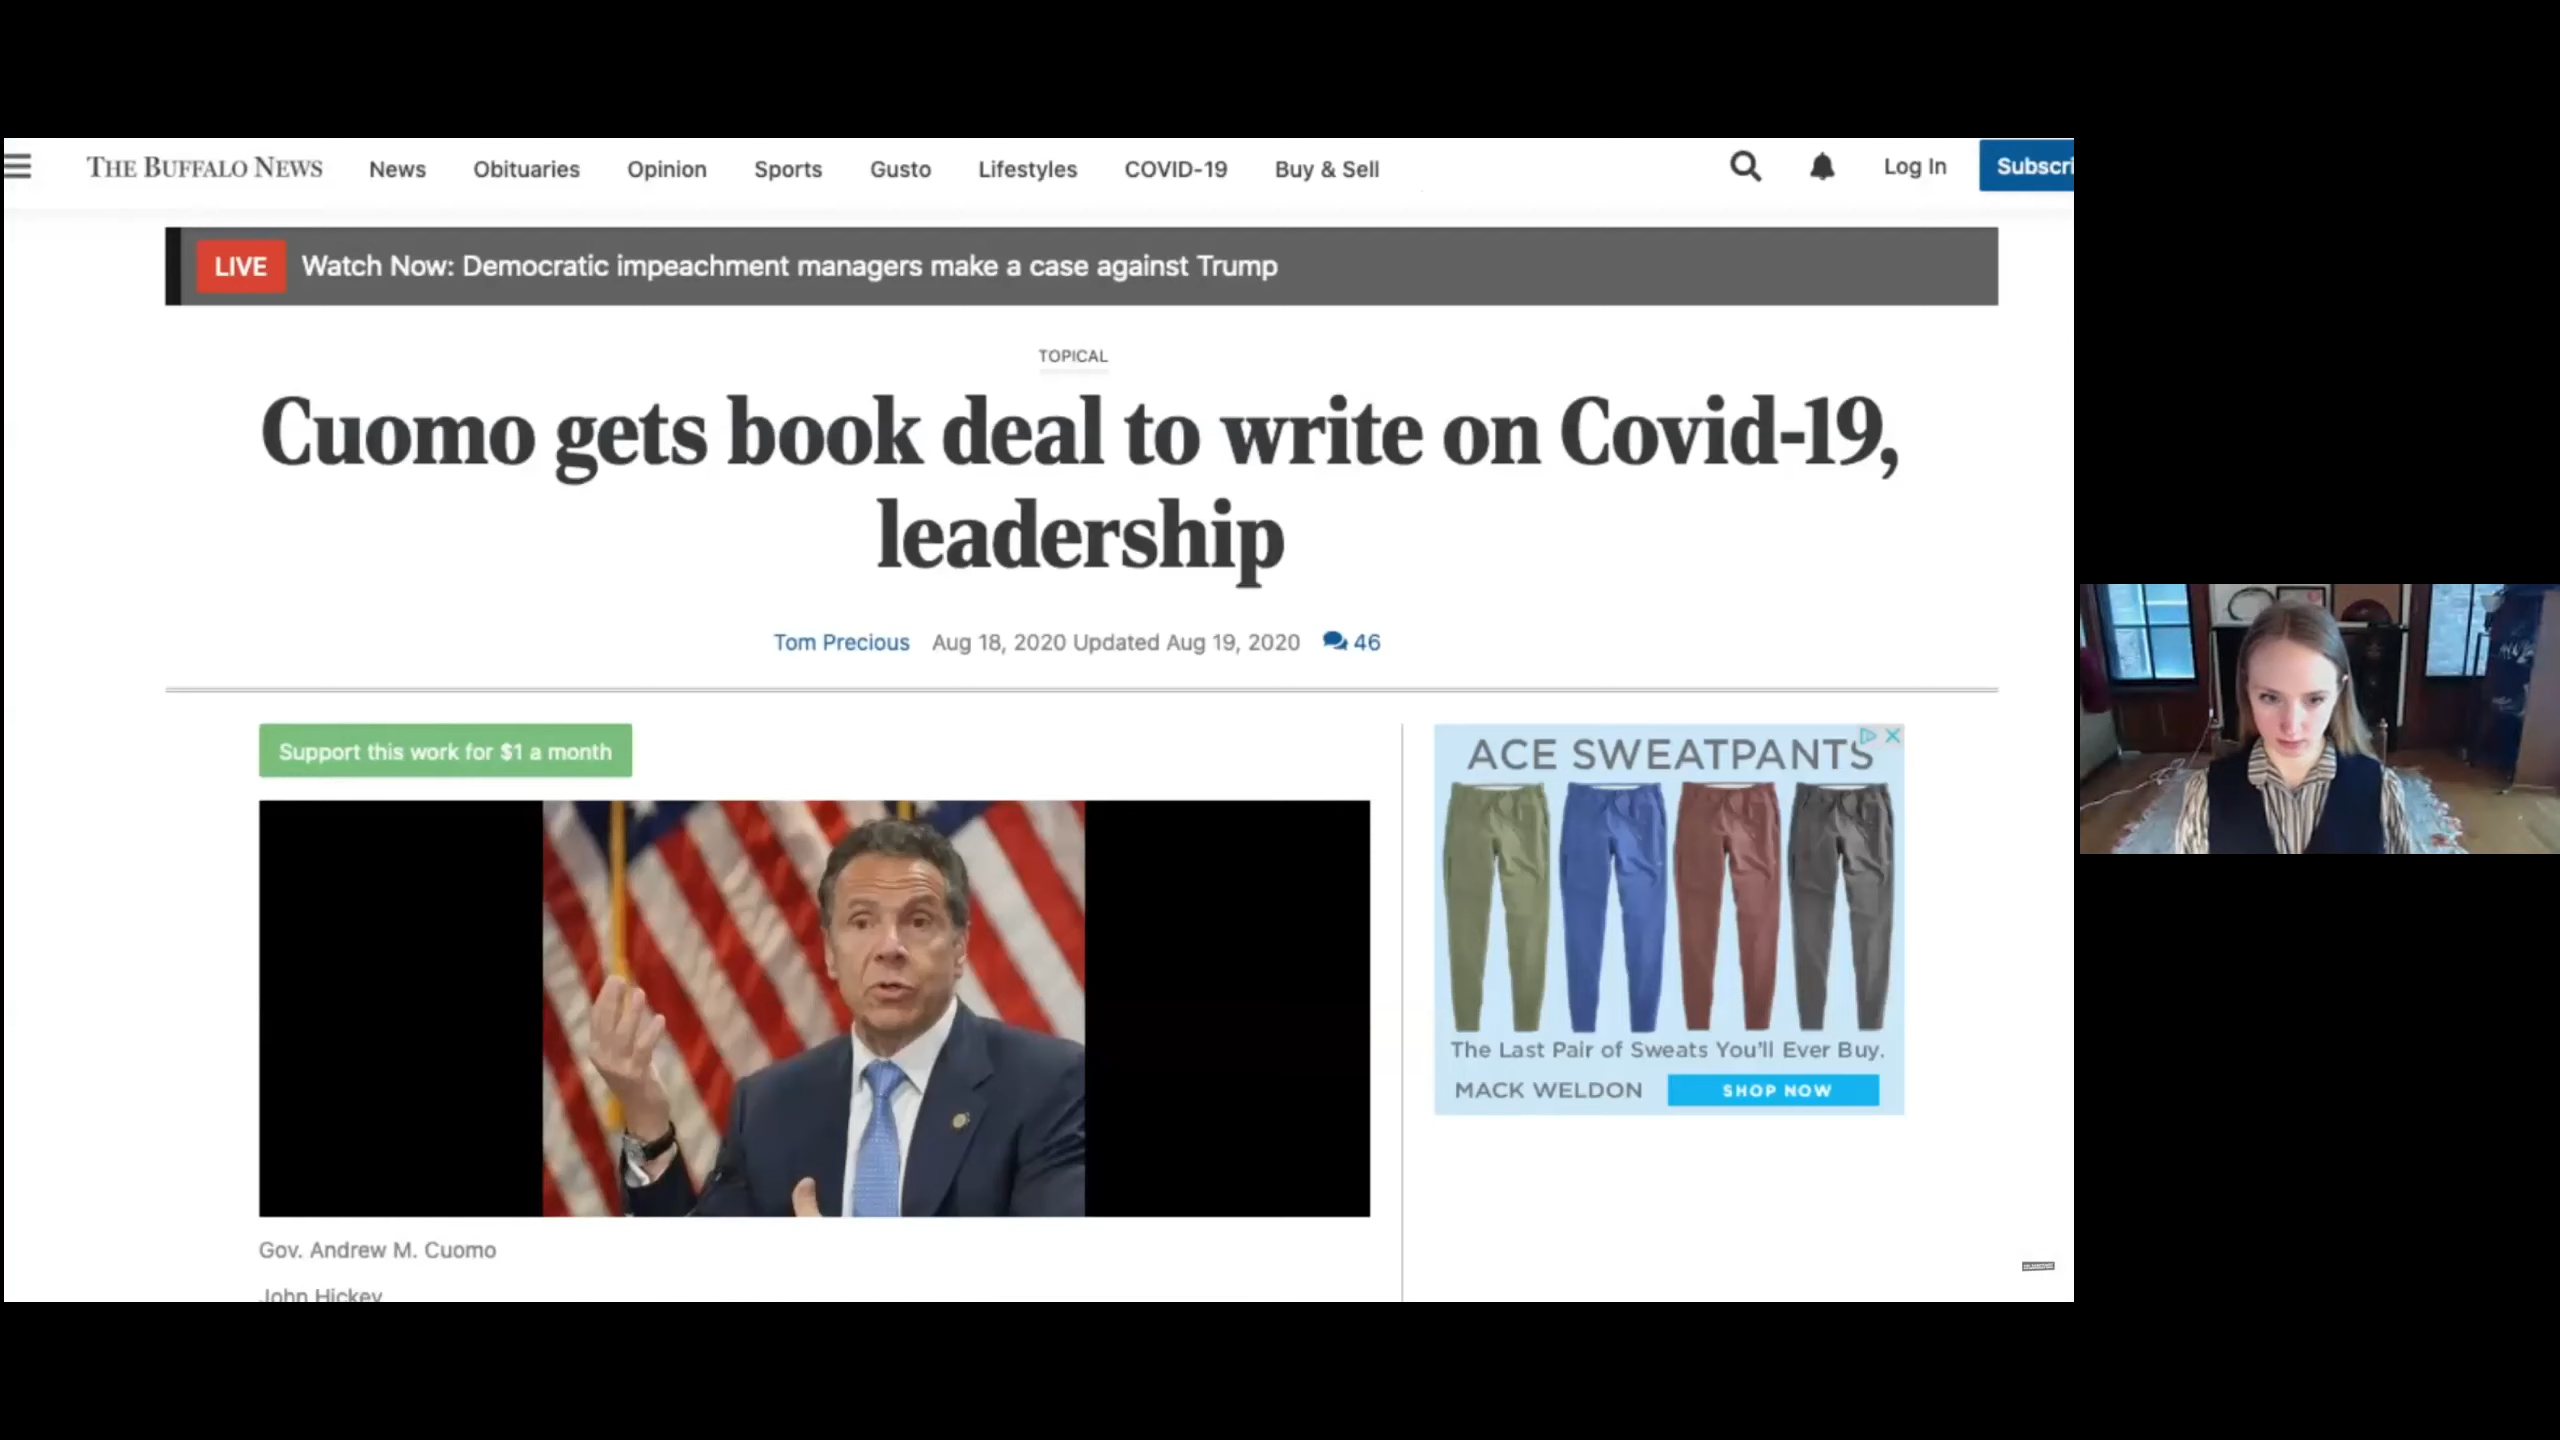 THE BUFFALO NEWS News Obituaries Opinion Sports Gusto Lifestyles COVID-19 Buy & Sell Log In Subscri
LIVE Watch Now: Democratic impeachment managers make a case against Trump
TOPICAL
Cuomo gets book deal to write on Covid-19,
leadership
Tom Precious Aug 18, 2020 Updated Aug 19, 2020 46
Support this work for $1 a month
ACE SWEATPANTS
The Last Pair of Sweats You'll Ever Buy.
MACK WELDON SHOP NOW
Gov. Andrew M. Cuomo
John Hickey